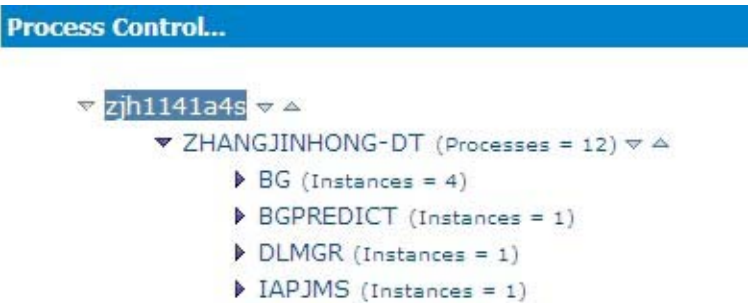 Process Control...
zjh1141a4s
ZHANGJINHONG-DT (Processes = 12)
BG (Instances = 4)
BGPREDICT (Instances = 1)
DLMGR (Instances = 1)
IAPJMS (Instances = 1)